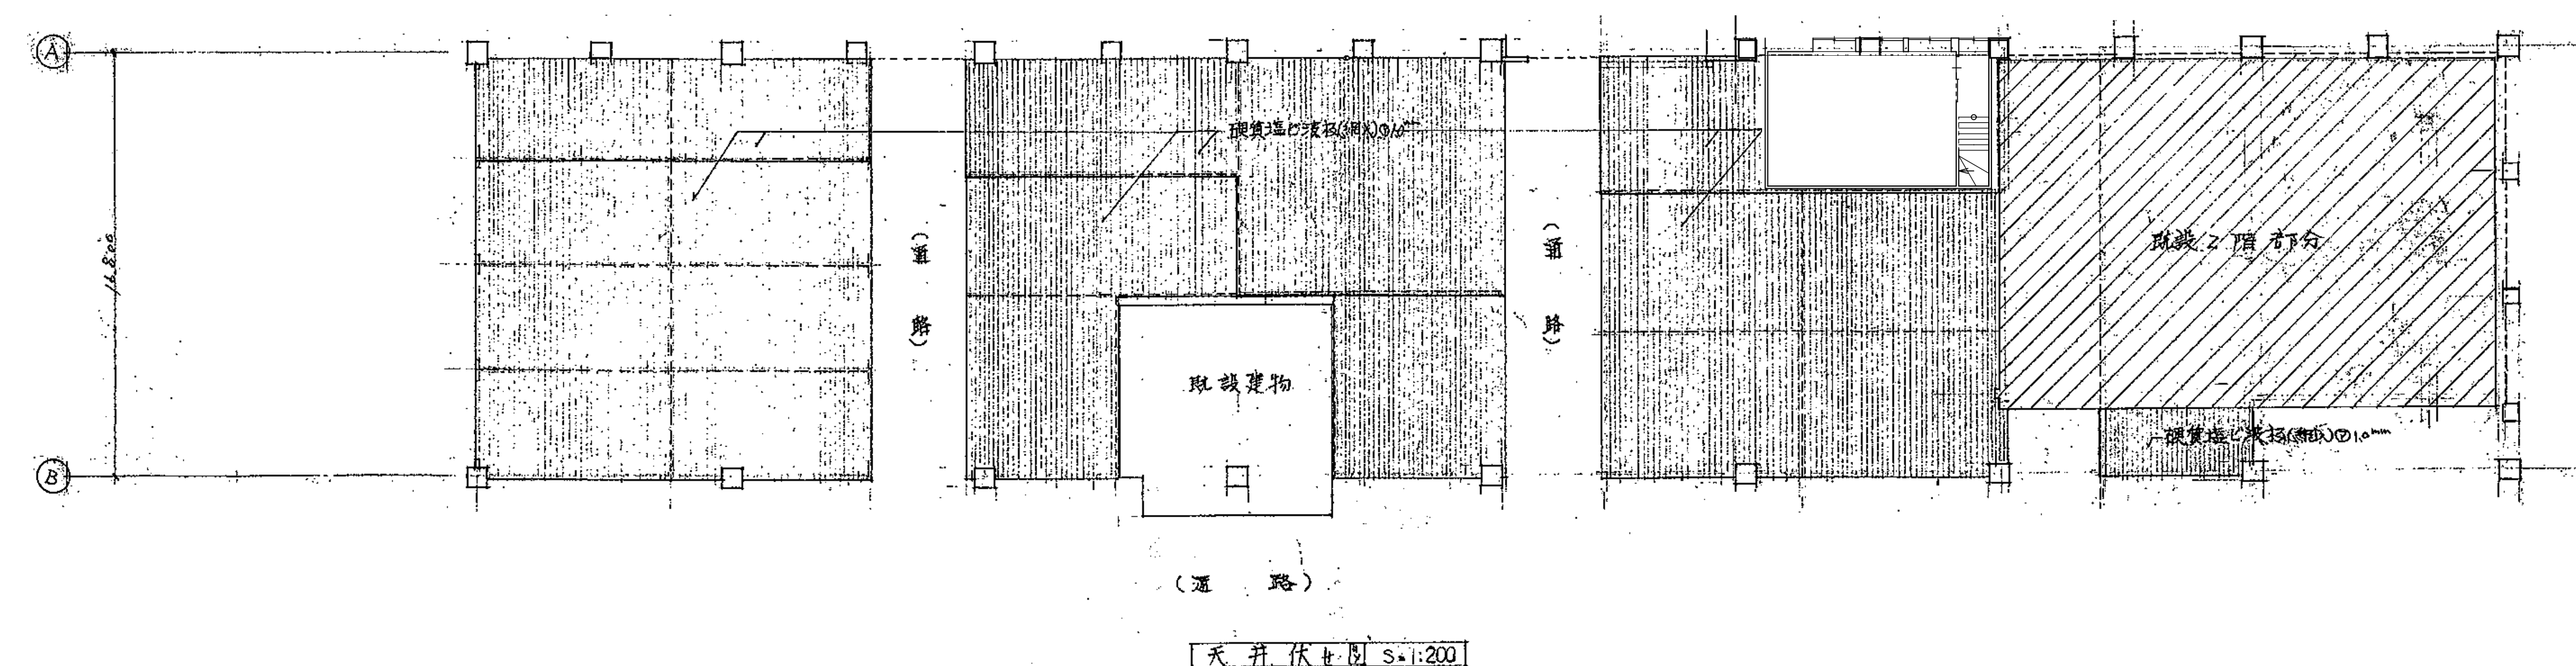 A
16.800
B
硬質塩ビ波板(網入)⑦1.0mm
(通路)
(通路)
既設建物
既設2階部分
硬質塩ビ波板(網入)⑦1.0mm
(通 路)
天井伏せ図 S=1:200